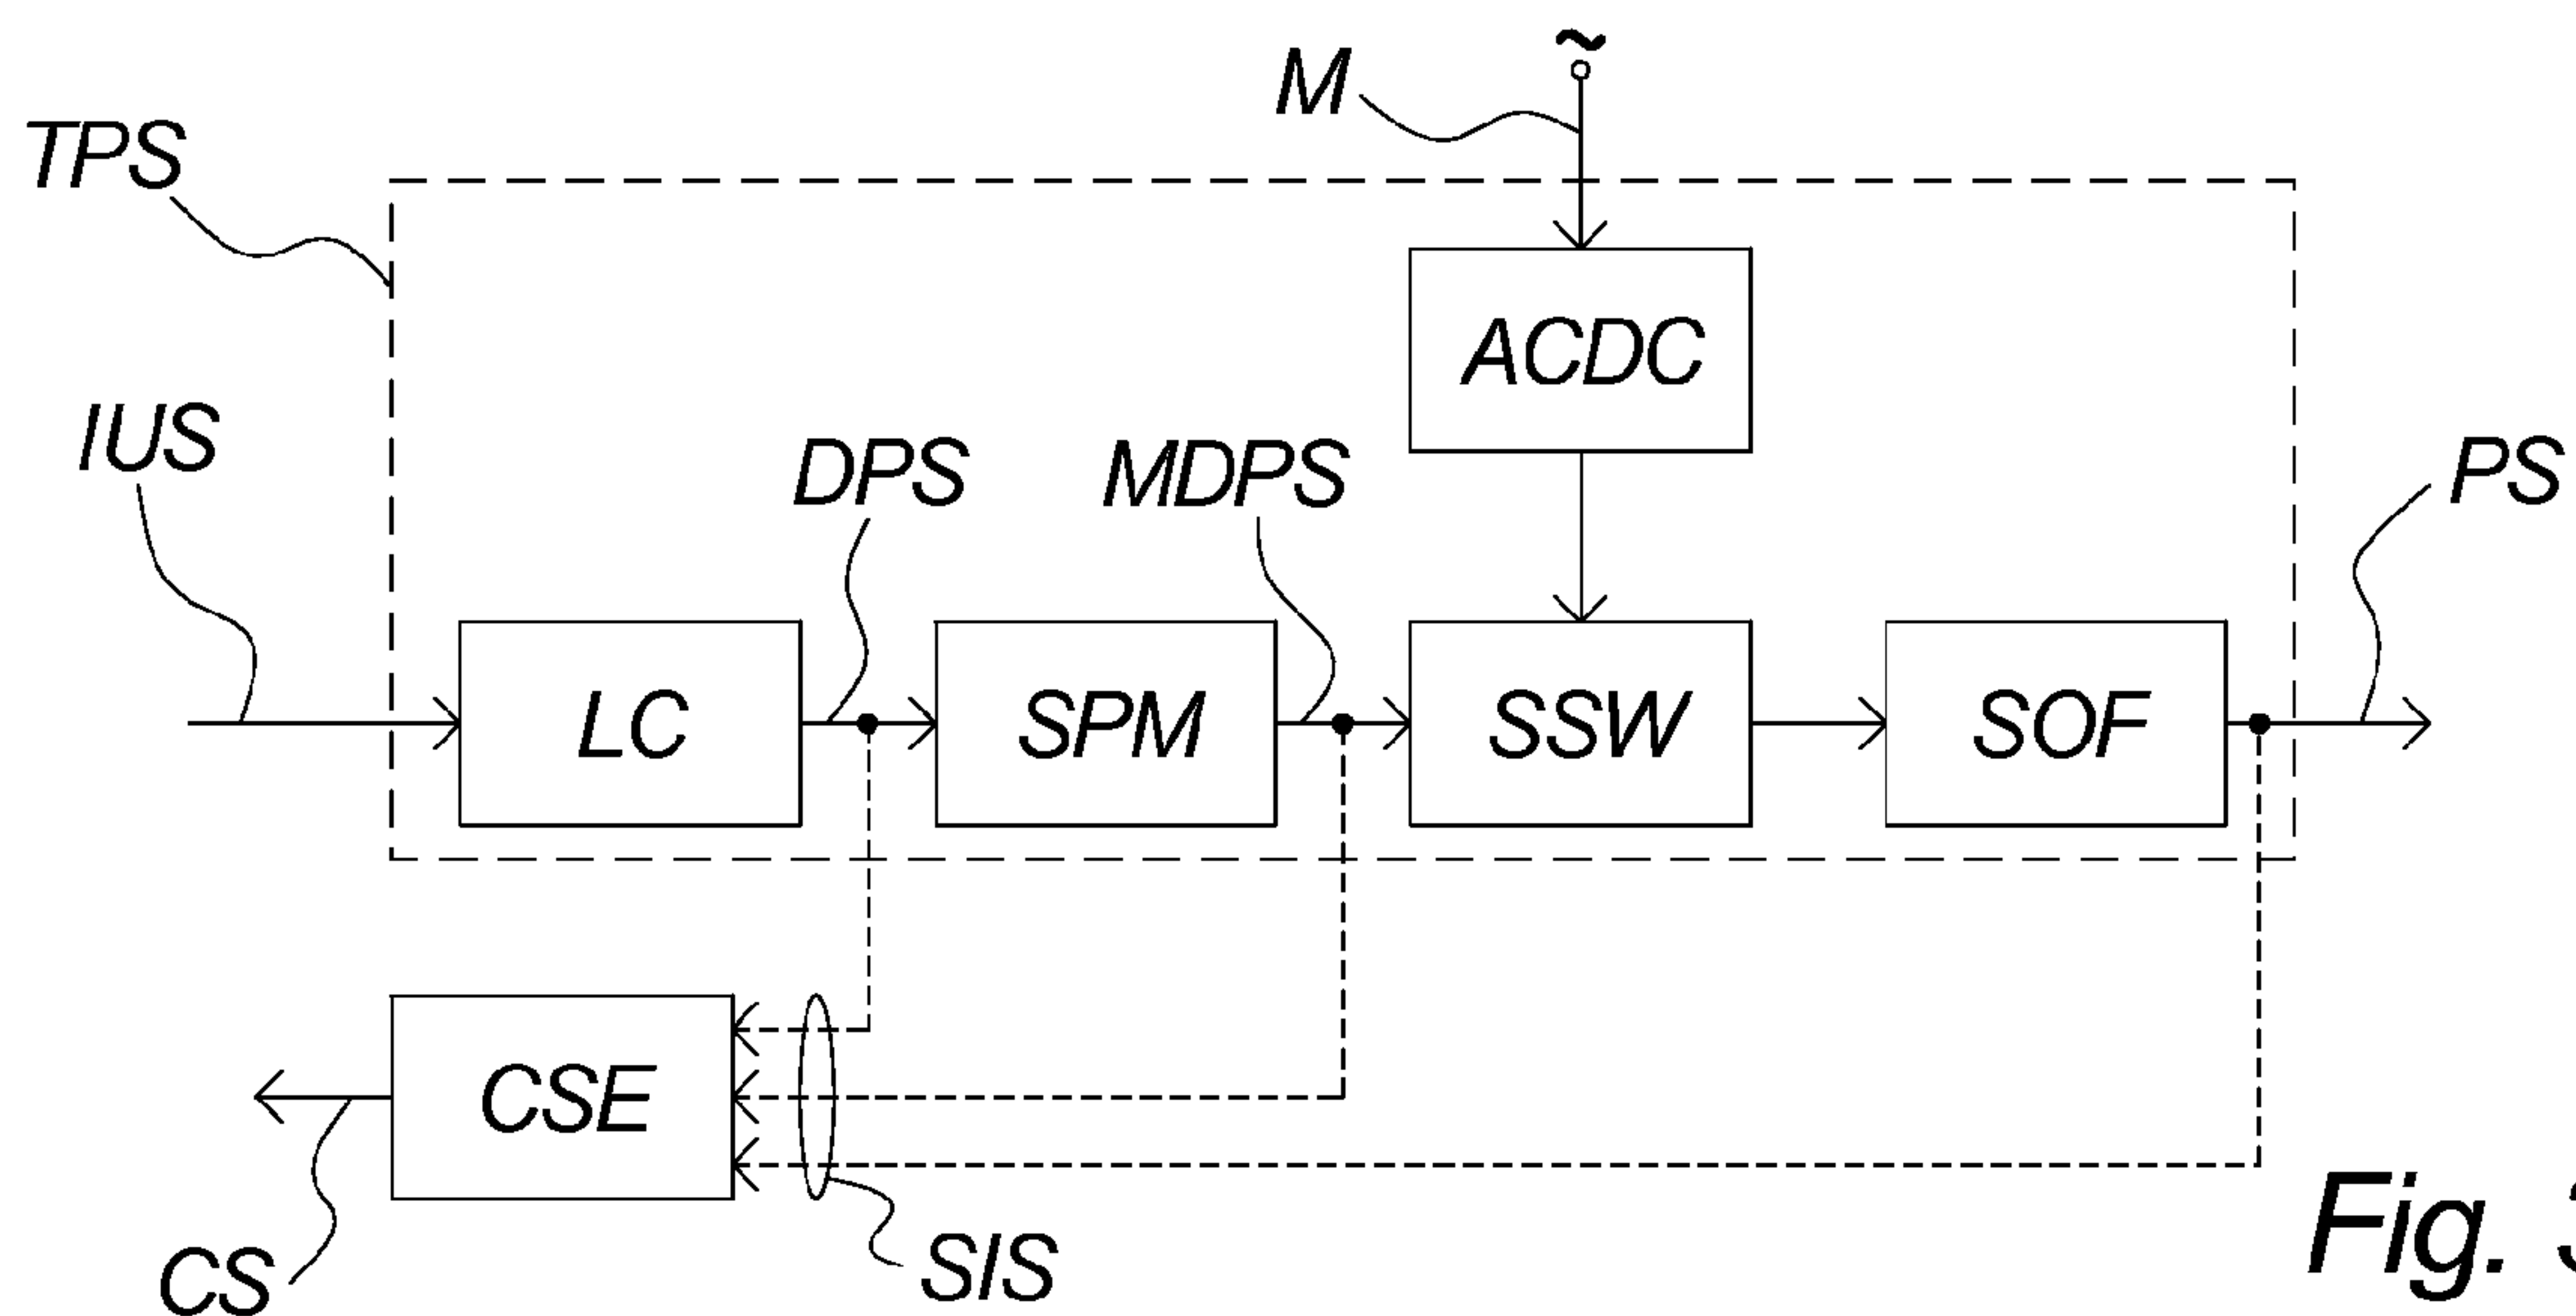 ~
M
TPS
ACDC
IUS
DPS
MDPS
PS
LC
SPM
SSW
SOF
CSE
CS
SIS
Fig.